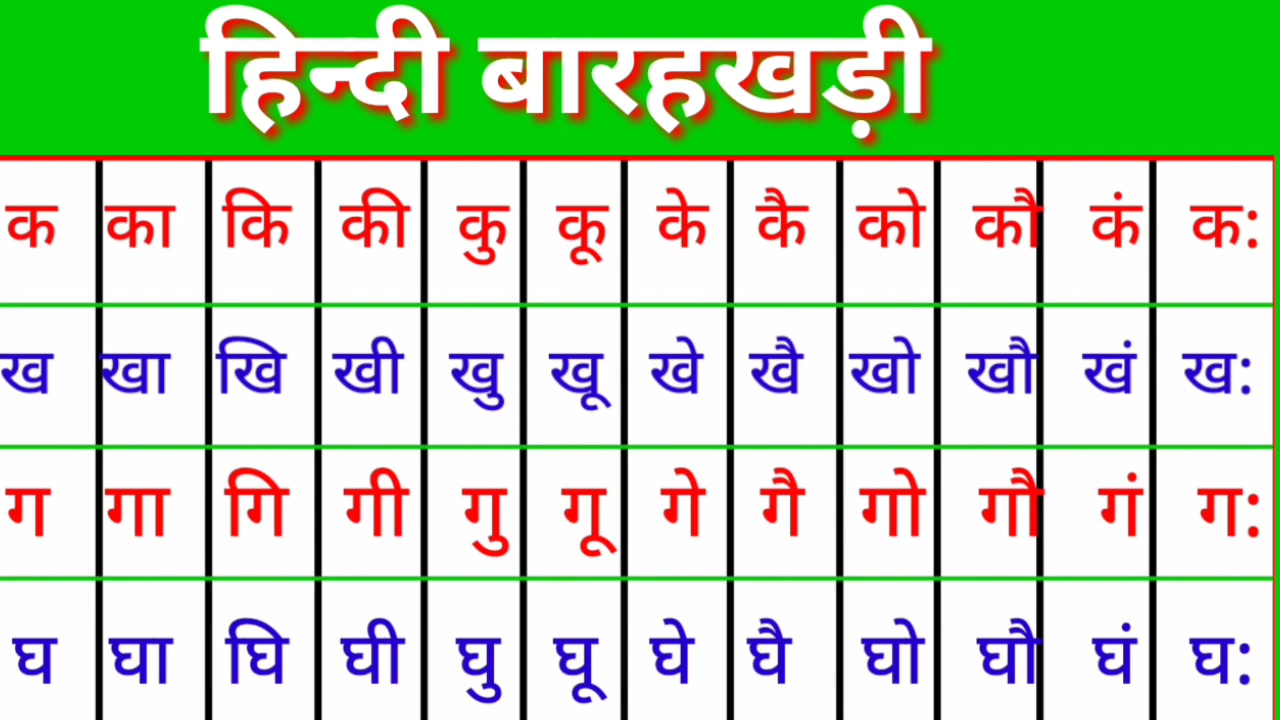 हिन्दी बारहखड़ी
क का कि की कु कू के कै को कौ कं क:
ख खा खि खी खु खू खे खै खो खौ खं ख:
ग गा गि गी गु गू गे गै गो गौ गं ग:
घ घा घि घी घु घू घे घै घो घौ घं घ: